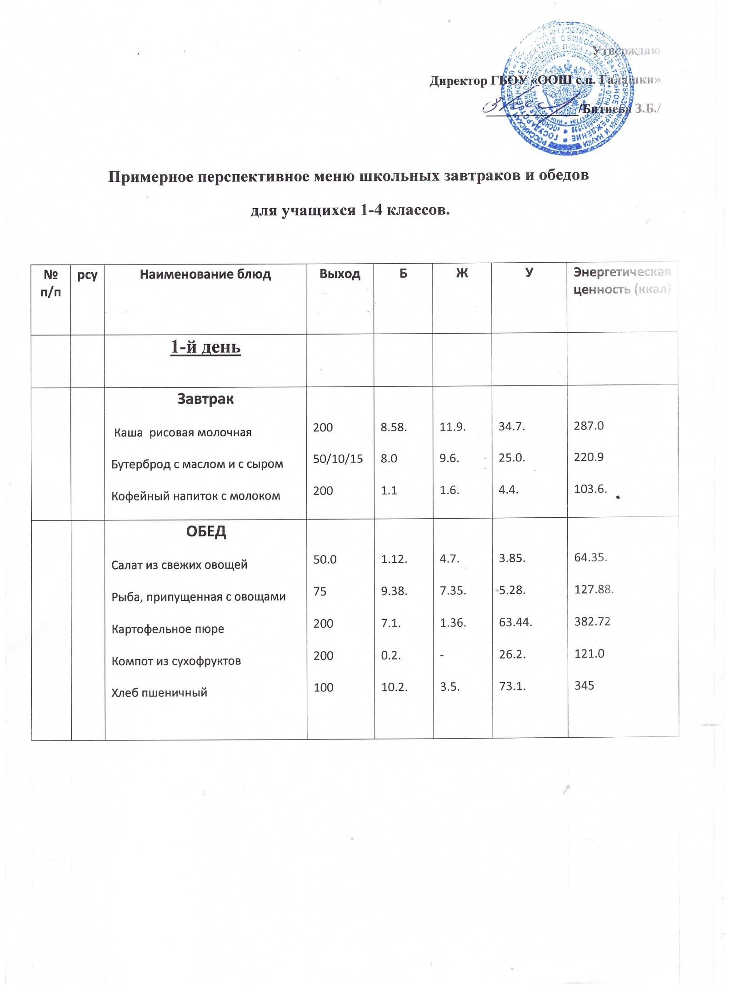 Утверждаю
Директор ГБОУ «ООШ с.п. Галашки»
/Битиева З.Б./
Примерное перспективное меню школьных завтраков и обедов
для учащихся 1-4 классов.
№ п/п рсу Наименование блюд Выход Б Ж У Энергетическая ценность (ккал)
1-й день
Завтрак
Каша рисовая молочная 200 8.58. 11.9. 34.7. 287.0
Бутерброд с маслом и с сыром 50/10/15 8.0 9.6. 25.0. 220.9
Кофейный напиток с молоком 200 1.1 1.6. 4.4. 103.6.
ОБЕД
Салат из свежих овощей 50.0 1.12. 4.7. 3.85. 64.35.
Рыба, припущенная с овощами 75 9.38. 7.35. 5.28. 127.88.
Картофельное пюре 200 7.1. 1.36. 63.44. 382.72
Компот из сухофруктов 200 0.2. - 26.2. 121.0
Хлеб пшеничный 100 10.2. 3.5. 73.1. 345